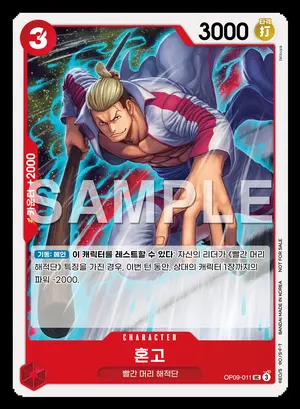 3
3000
타격
打
카운터 +2000
SAMPLE
기동: 메인 이 캐릭터를 레스트할 수 있다: 자신의 리더가 《빨간 머리
해적단》 특징을 가진 경우, 이번 턴 동안, 상대의 캐릭터 1장까지의
파워 -2000.
CHARACTER
혼고
빨간 머리 해적단
OP09-011 UC 3
BANDAI MADE IN KOREA
NOT FOR SALE